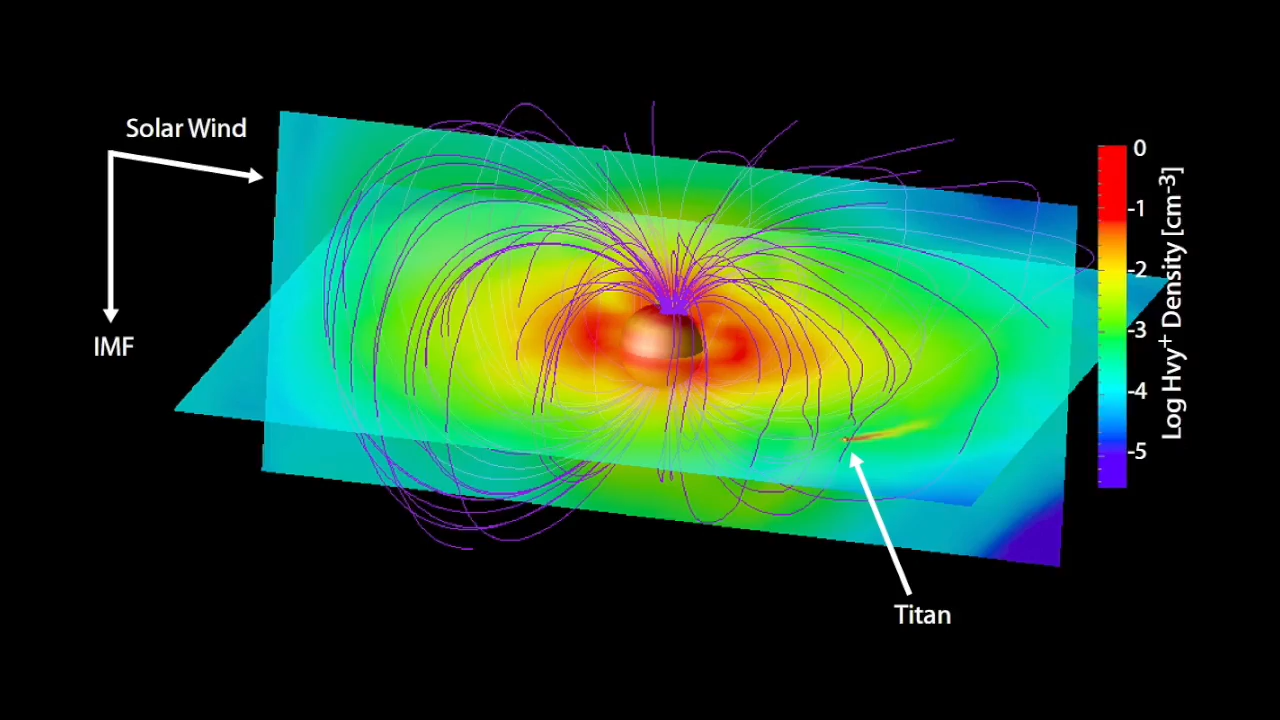 Solar Wind
IMF
Titan
0
-1
-2
-3
-4
-5
Log Hvy⁺ Density [cm⁻³]